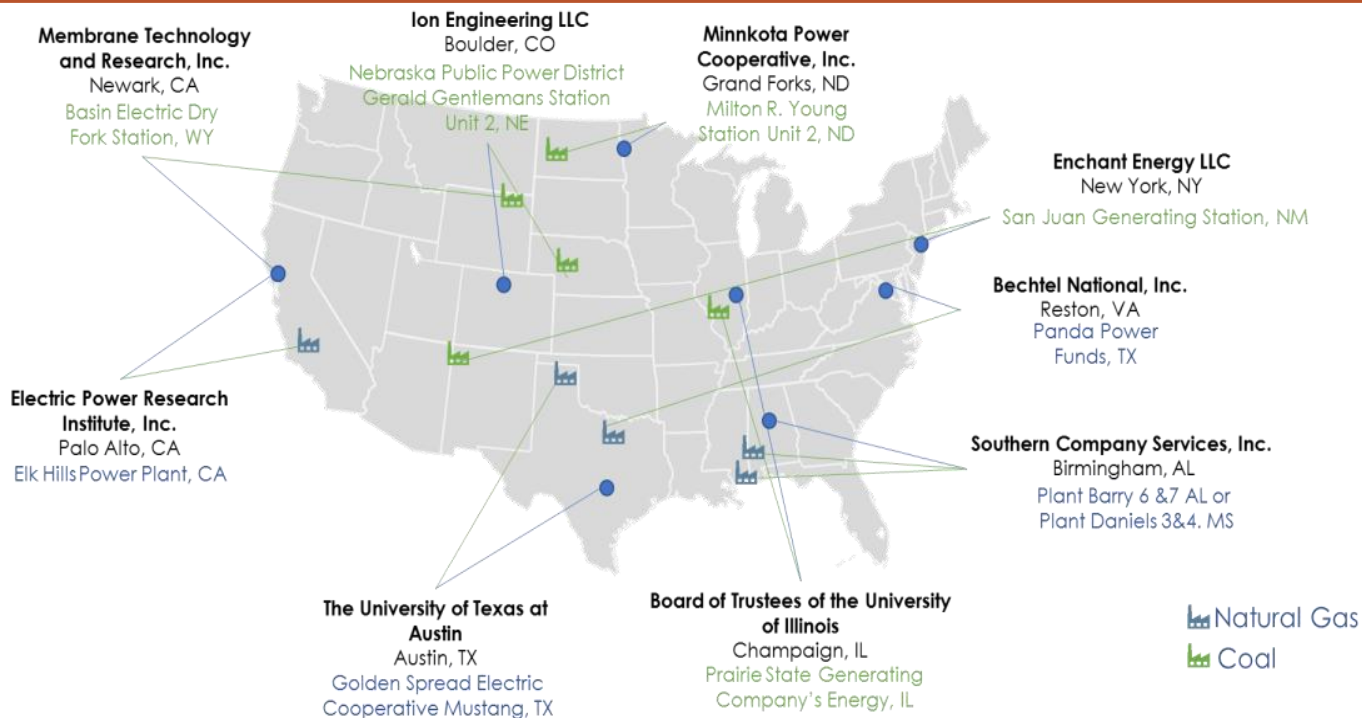 Membrane Technology
and Research, Inc.
Newark, CA
Basin Electric Dry
Fork Station, WY
Ion Engineering LLC
Boulder, CO
Nebraska Public Power District
Gerald Gentlemans Station
Unit 2, NE
Minnkota Power
Cooperative, Inc.
Grand Forks, ND
Milton R. Young
Station Unit 2, ND
Enchant Energy LLC
New York, NY
San Juan Generating Station, NM
Bechtel National, Inc.
Reston, VA
Panda Power
Funds, TX
Electric Power Research
Institute, Inc.
Palo Alto, CA
Elk Hills Power Plant, CA
Southern Company Services, Inc.
Birmingham, AL
Plant Barry 6 &7 AL or
Plant Daniels 3&4. MS
The University of Texas at
Austin
Austin, TX
Golden Spread Electric
Cooperative Mustang, TX
Board of Trustees of the University
of Illinois
Champaign, IL
Prairie State Generating
Company's Energy, IL
Natural Gas
Coal